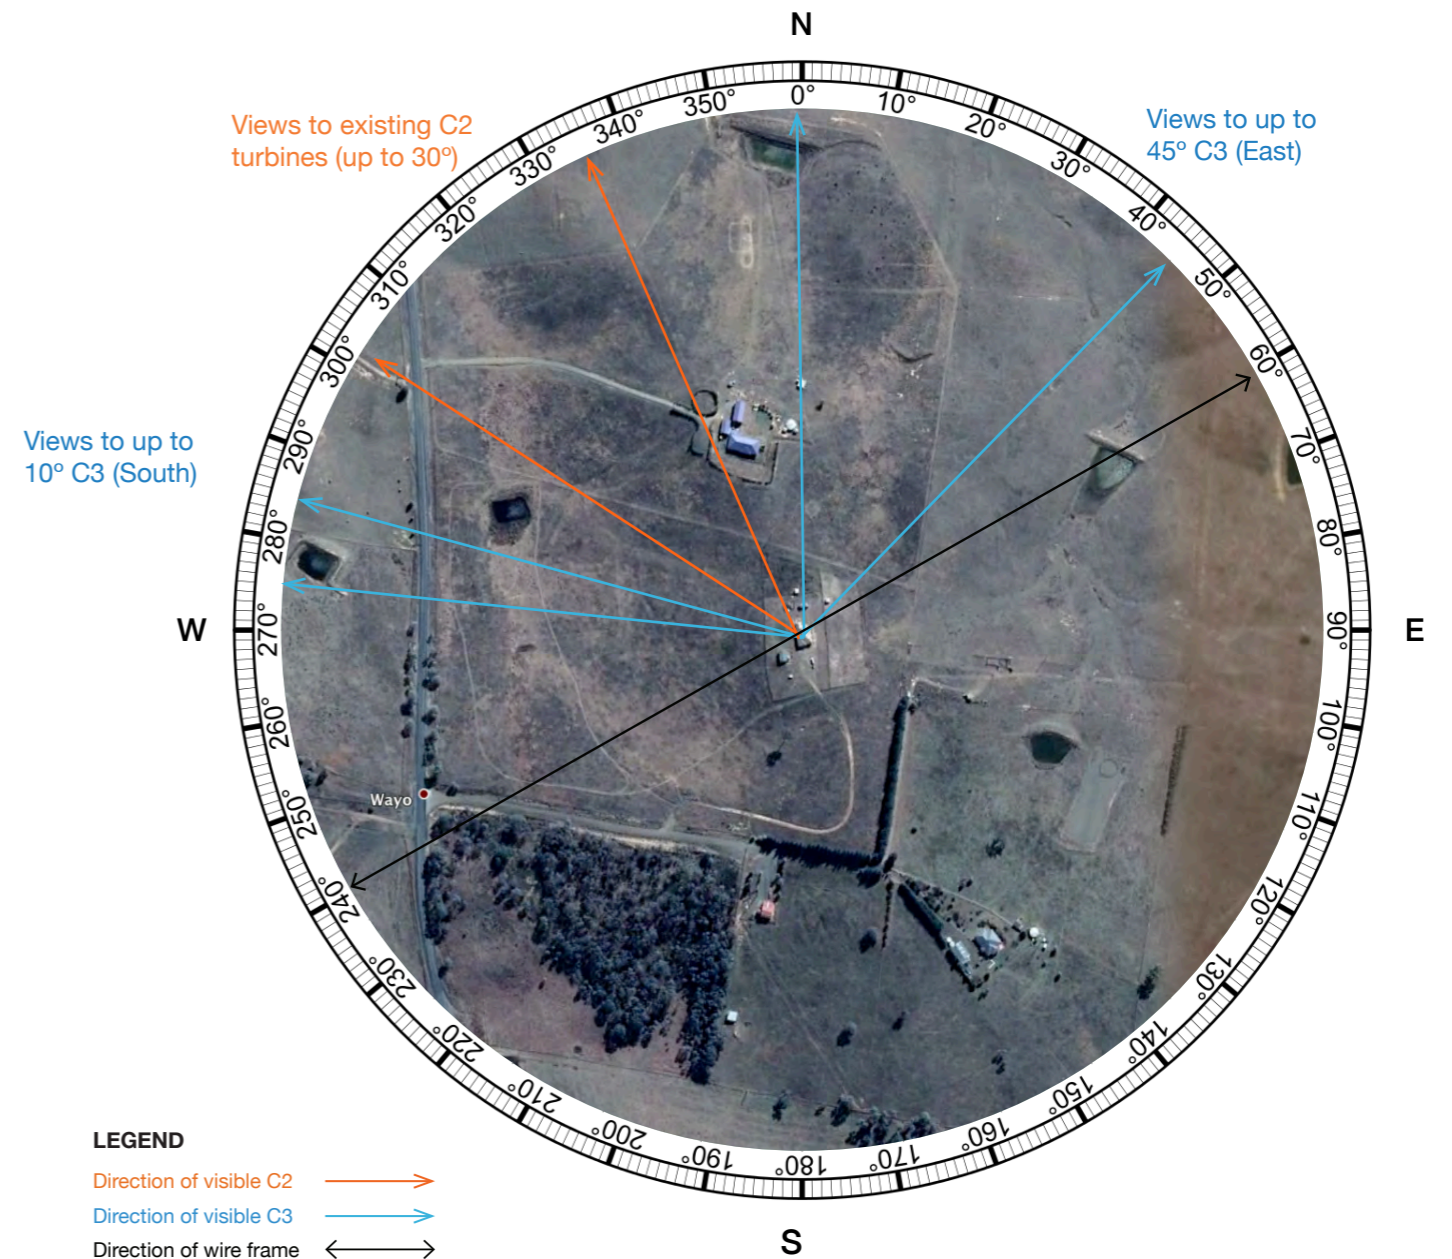 N
Views to existing C2
turbines (up to 30º)
Views to up to
45º C3 (East)
Views to up to
10º C3 (South)
0°
10°
20°
30°
40°
50°
60°
70°
80°
90°
100°
110°
120°
130°
140°
150°
160°
170°
180°
190°
200°
210°
220°
230°
240°
250°
260°
270°
280°
290°
300°
310°
320°
330°
340°
350°
W
E
Wayo
S
LEGEND
Direction of visible C2
Direction of visible C3
Direction of wire frame